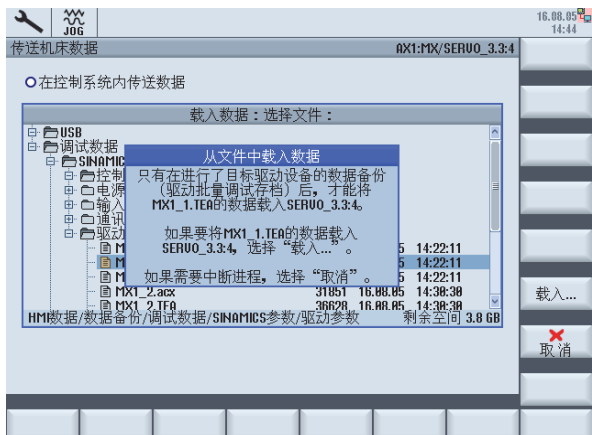 JOG
16.08.05
14:44
传送机床数据
AX1:MX/SERVO_3.3:4
在控制系统内传送数据
载入数据：选择文件：
USB
调试数据
SINAMIC
控制
电源
输入
通讯
驱动
从文件中载入数据
只有在进行了目标驱动设备的数据备份
（驱动批量调试存档）后，才能将
MX1_1.TEA的数据载入SERVO_3.3:4。
如果要将MX1_1.TEA的数据载入
SERVO_3.3:4，选择“载入...”。
如果需要中断进程，选择“取消”。
M 5 14:22:11
M 5 14:22:11
M 5 14:22:11
MX1_2.acx 31851 16.08.05 14:30:30
MX1_2.TEA 36628 16.08.05 14:30:30
HMI数据/数据备份/调试数据/SINAMICS参数/驱动参数 剩余空间 3.8 GB
载入...
取消